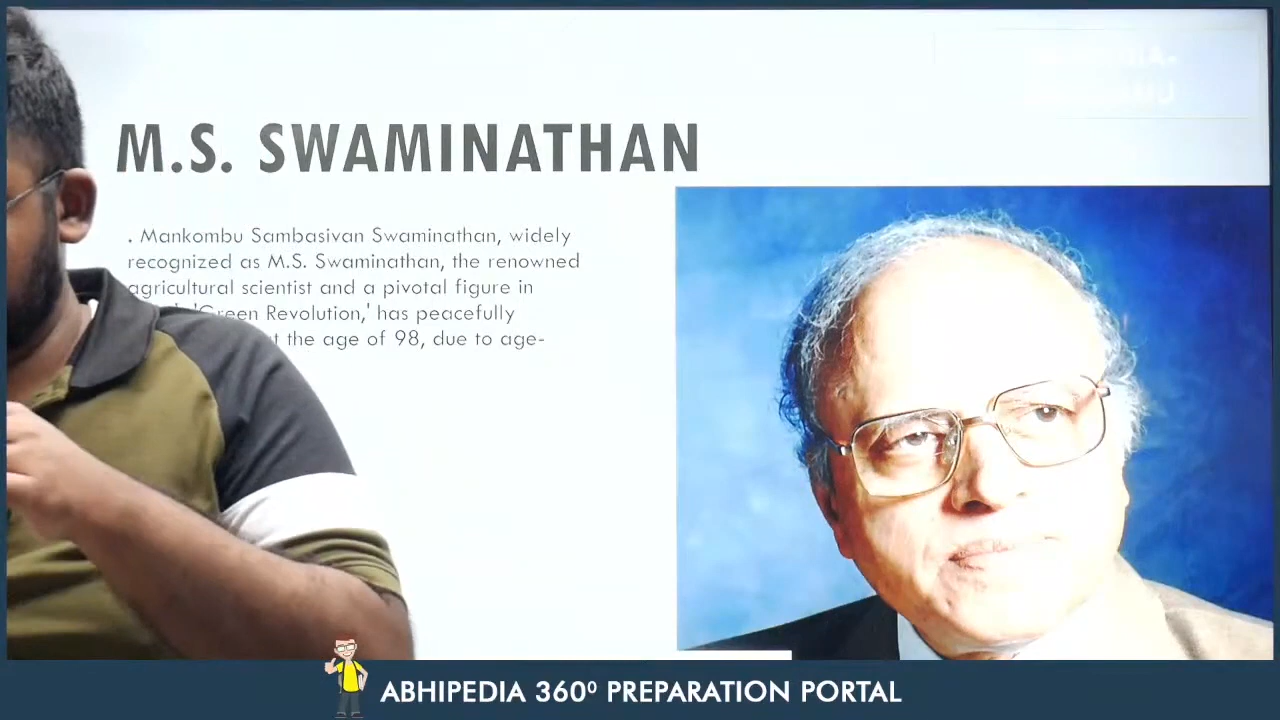 M.S. SWAMINATHAN
. Mankombu Sambasivan Swaminathan, widely
recognized as M.S. Swaminathan, the renowned
agricultural scientist and a pivotal figure in
'Green Revolution,' has peacefully
the age of 98, due to age-
ABHIPEDIA 360⁰ PREPARATION PORTAL